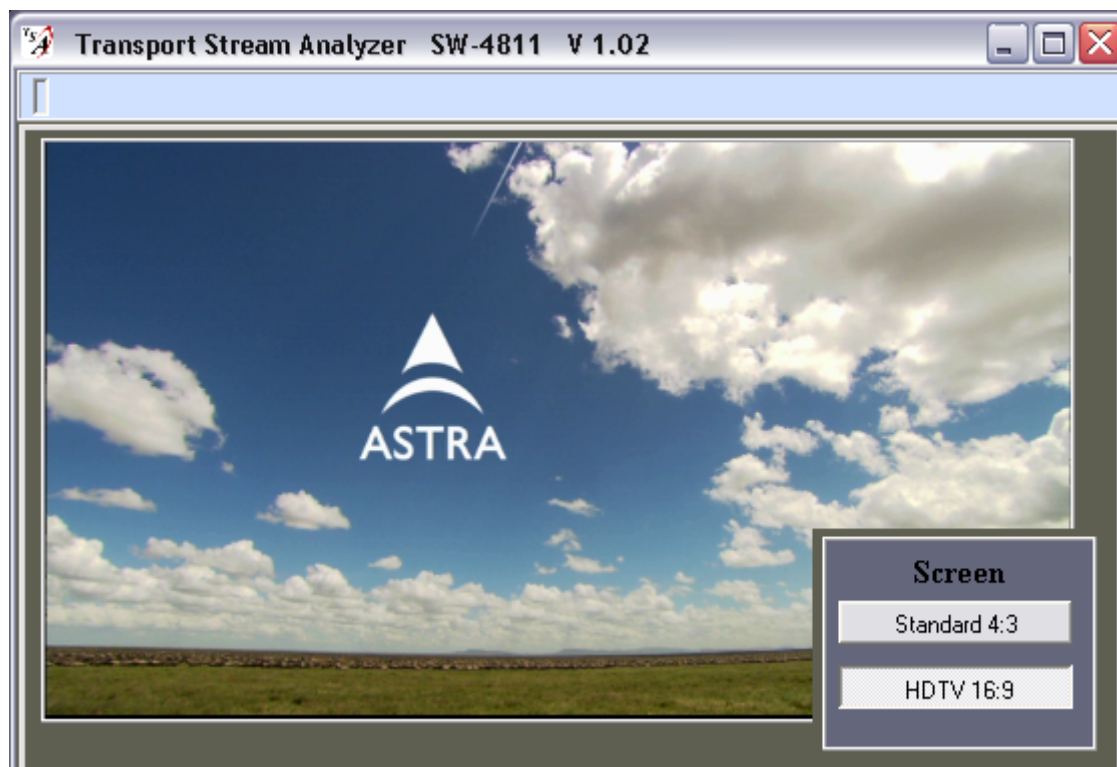 Transport Stream Analyzer SW-4811 V 1.02
ASTRA
Screen
Standard 4:3
HDTV 16:9